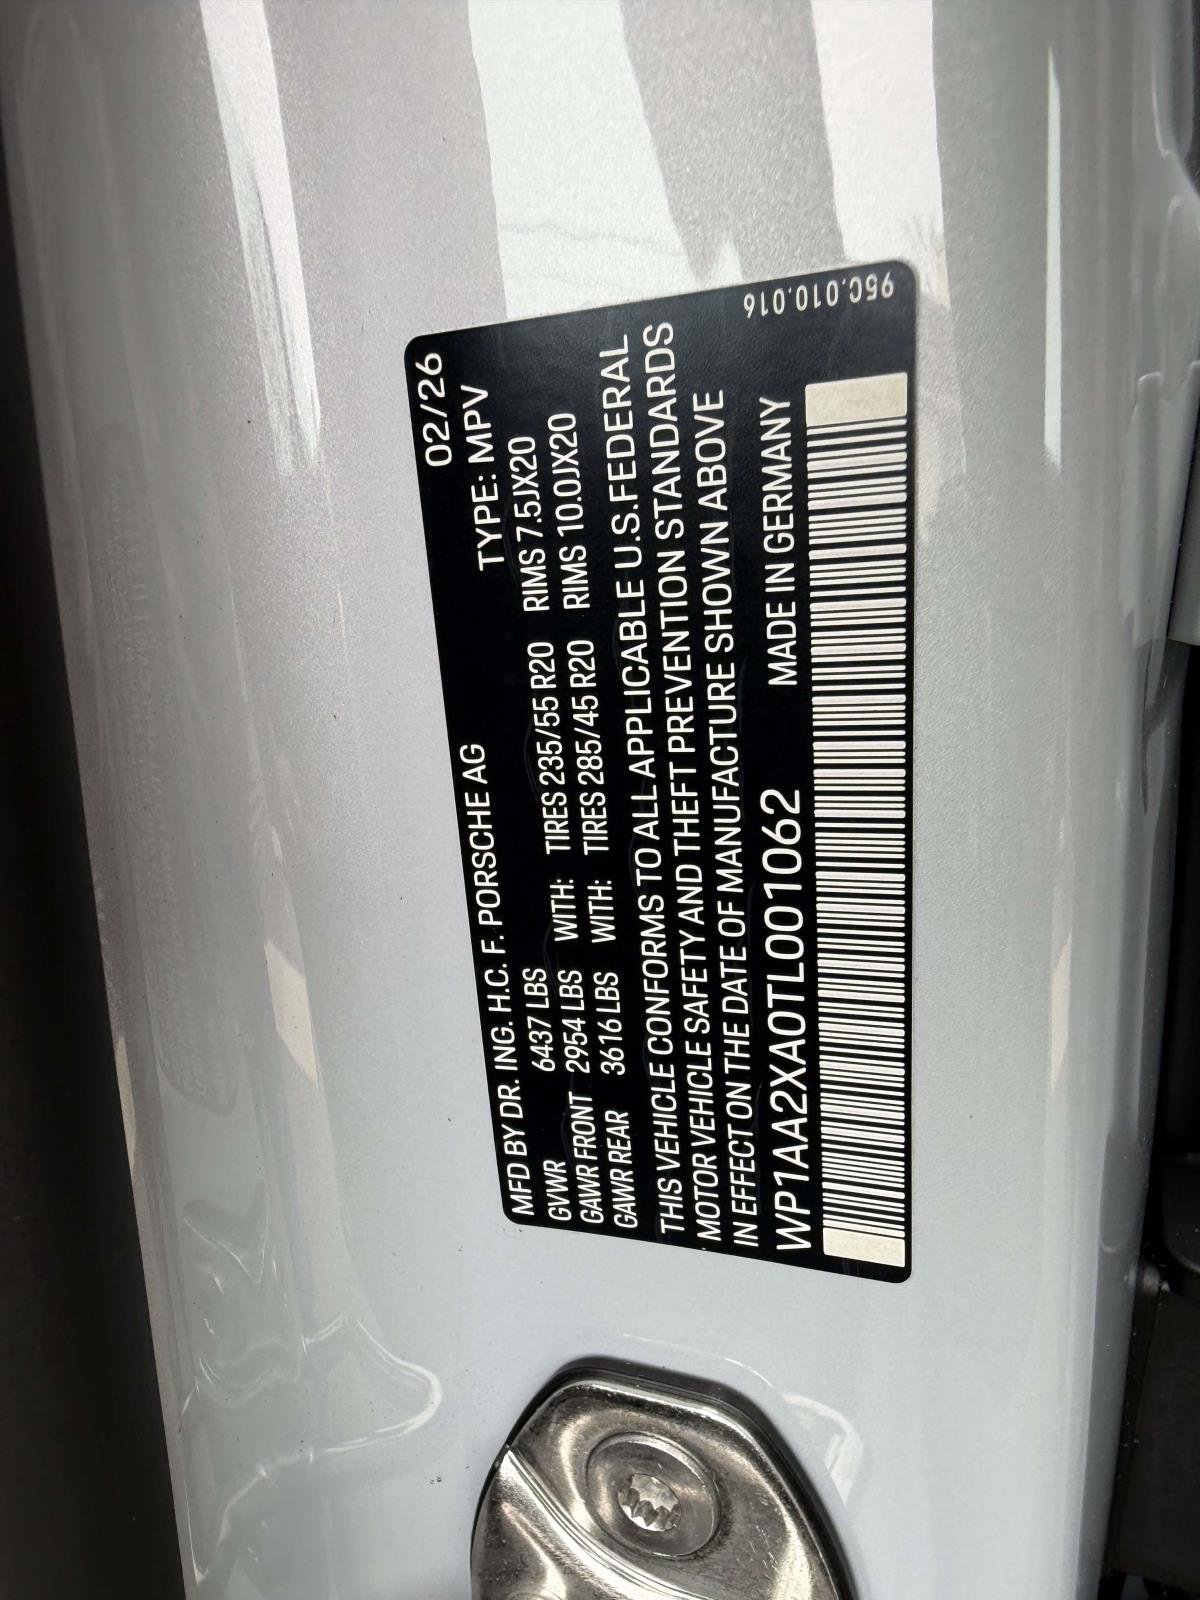 02/26
MFD BY DR. ING. H.C. F. PORSCHE AG TYPE: MPV
GVWR 6437 LBS
GAWR FRONT 2954 LBS WITH: TIRES 235/55 R20 RIMS 7.5JX20
GAWR REAR 3616 LBS WITH: TIRES 285/45 R20 RIMS 10.0JX20
THIS VEHICLE CONFORMS TO ALL APPLICABLE U.S.FEDERAL
MOTOR VEHICLE SAFETY AND THEFT PREVENTION STANDARDS
IN EFFECT ON THE DATE OF MANUFACTURE SHOWN ABOVE
WP1AA2XA0TL001062 MADE IN GERMANY
95C.010.016